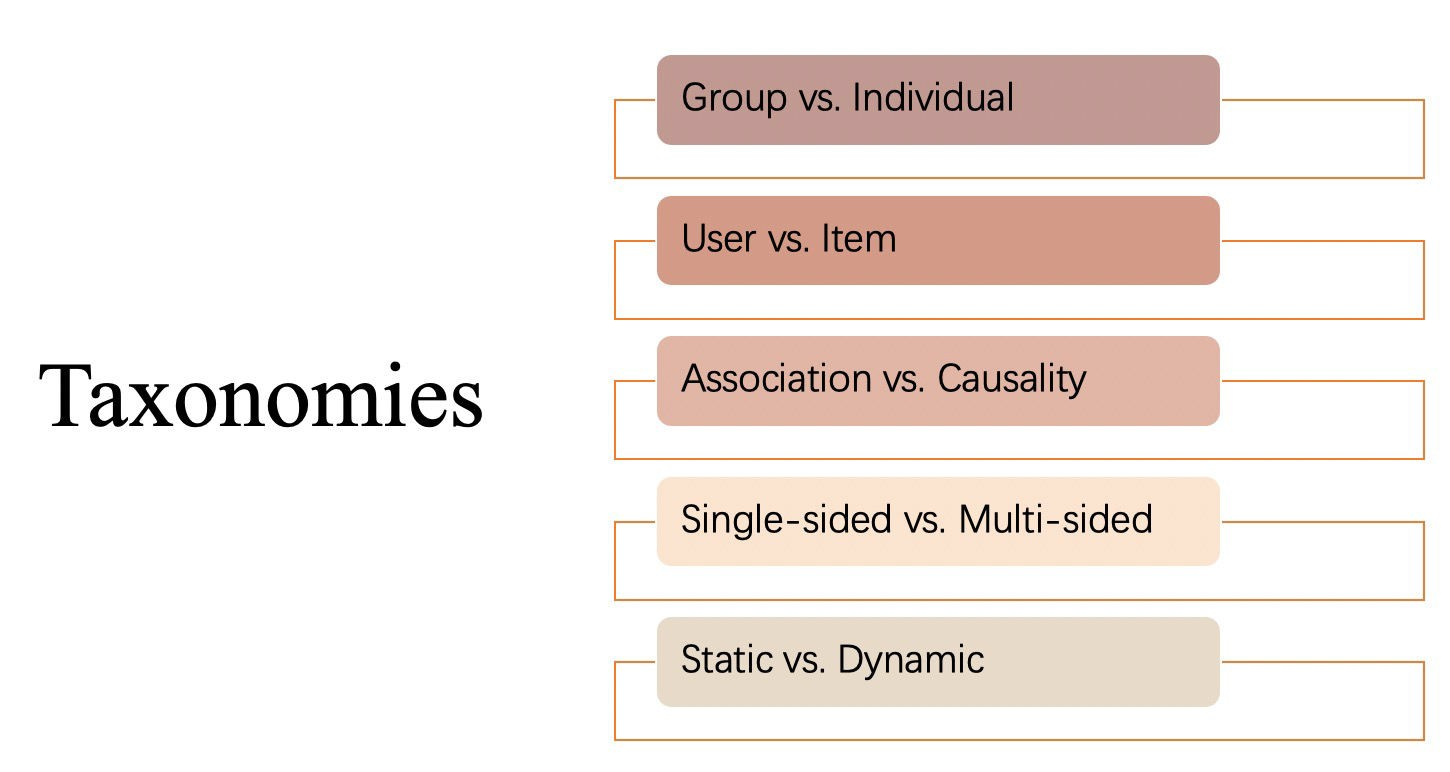 Taxonomies
Group vs. Individual
User vs. Item
Association vs. Causality
Single-sided vs. Multi-sided
Static vs. Dynamic